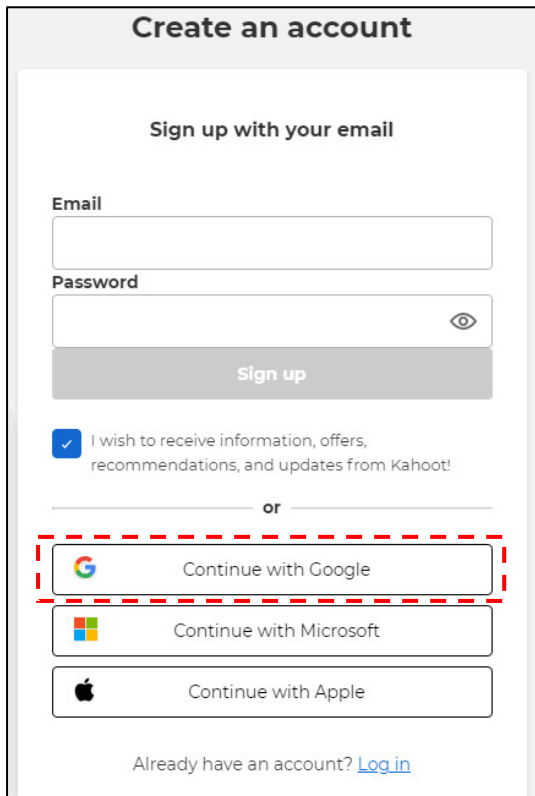 Create an account
Sign up with your email
Email
Password
Sign up
I wish to receive information, offers,
recommendations, and updates from Kahoot!
or
Continue with Google
Continue with Microsoft
Continue with Apple
Already have an account? Log in